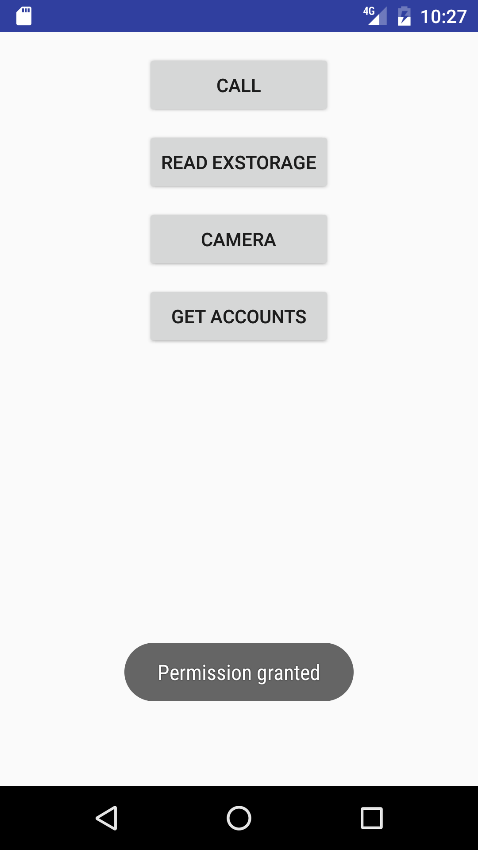 4G 10:27
CALL
READ EXSTORAGE
CAMERA
GET ACCOUNTS
Permission granted